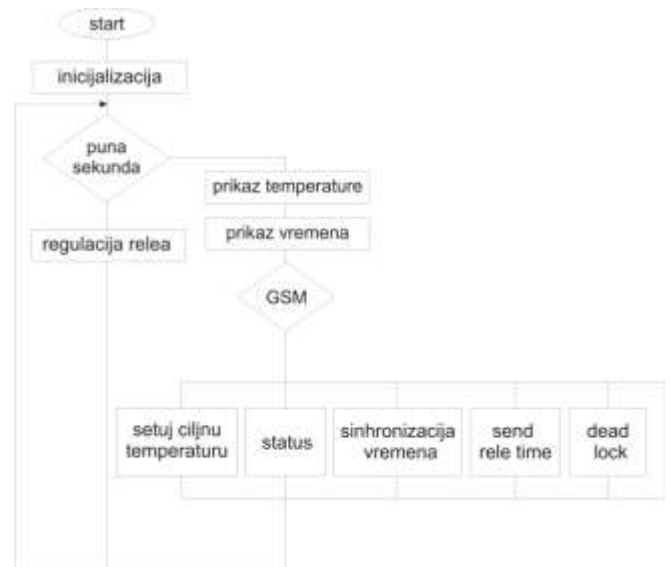 start
inicijalizacija
puna
sekunda
prikaz temperature
prikaz vremena
regulacija relea
GSM
setuj ciljnu
temperaturu
status
sinhronizacija
vremena
send
rele time
dead
lock